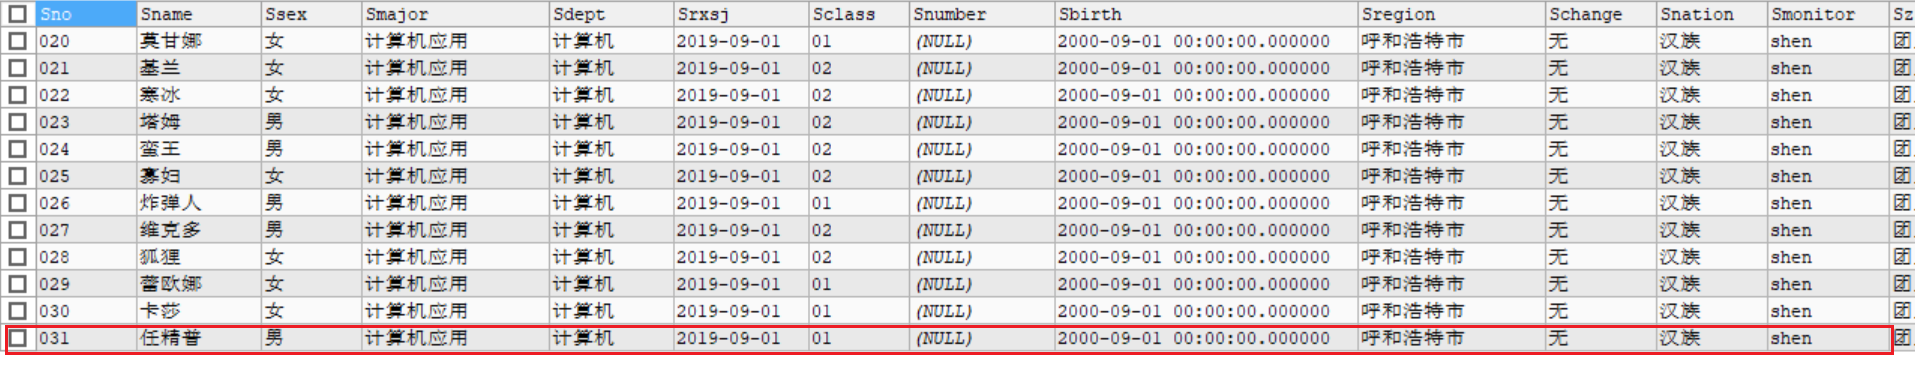 Sno Sname Ssex Smajor Sdept Srxsj Sclass Snumber Sbirth Sregion Schange Snation Smonitor Sz
020 莫甘娜 女 计算机应用 计算机 2019-09-01 01 (NULL) 2000-09-01 00:00:00.000000 呼和浩特市 无 汉族 shen 团
021 基兰 女 计算机应用 计算机 2019-09-01 02 (NULL) 2000-09-01 00:00:00.000000 呼和浩特市 无 汉族 shen 团
022 寒冰 女 计算机应用 计算机 2019-09-01 02 (NULL) 2000-09-01 00:00:00.000000 呼和浩特市 无 汉族 shen 团
023 塔姆 男 计算机应用 计算机 2019-09-01 02 (NULL) 2000-09-01 00:00:00.000000 呼和浩特市 无 汉族 shen 团
024 蛮王 男 计算机应用 计算机 2019-09-01 02 (NULL) 2000-09-01 00:00:00.000000 呼和浩特市 无 汉族 shen 团
025 寡妇 女 计算机应用 计算机 2019-09-01 02 (NULL) 2000-09-01 00:00:00.000000 呼和浩特市 无 汉族 shen 团
026 炸弹人 男 计算机应用 计算机 2019-09-01 01 (NULL) 2000-09-01 00:00:00.000000 呼和浩特市 无 汉族 shen 团
027 维克多 男 计算机应用 计算机 2019-09-01 02 (NULL) 2000-09-01 00:00:00.000000 呼和浩特市 无 汉族 shen 团
028 狐狸 女 计算机应用 计算机 2019-09-01 02 (NULL) 2000-09-01 00:00:00.000000 呼和浩特市 无 汉族 shen 团
029 蕾欧娜 女 计算机应用 计算机 2019-09-01 01 (NULL) 2000-09-01 00:00:00.000000 呼和浩特市 无 汉族 shen 团
030 卡莎 女 计算机应用 计算机 2019-09-01 01 (NULL) 2000-09-01 00:00:00.000000 呼和浩特市 无 汉族 shen 团
031 任精普 男 计算机应用 计算机 2019-09-01 01 (NULL) 2000-09-01 00:00:00.000000 呼和浩特市 无 汉族 shen 团